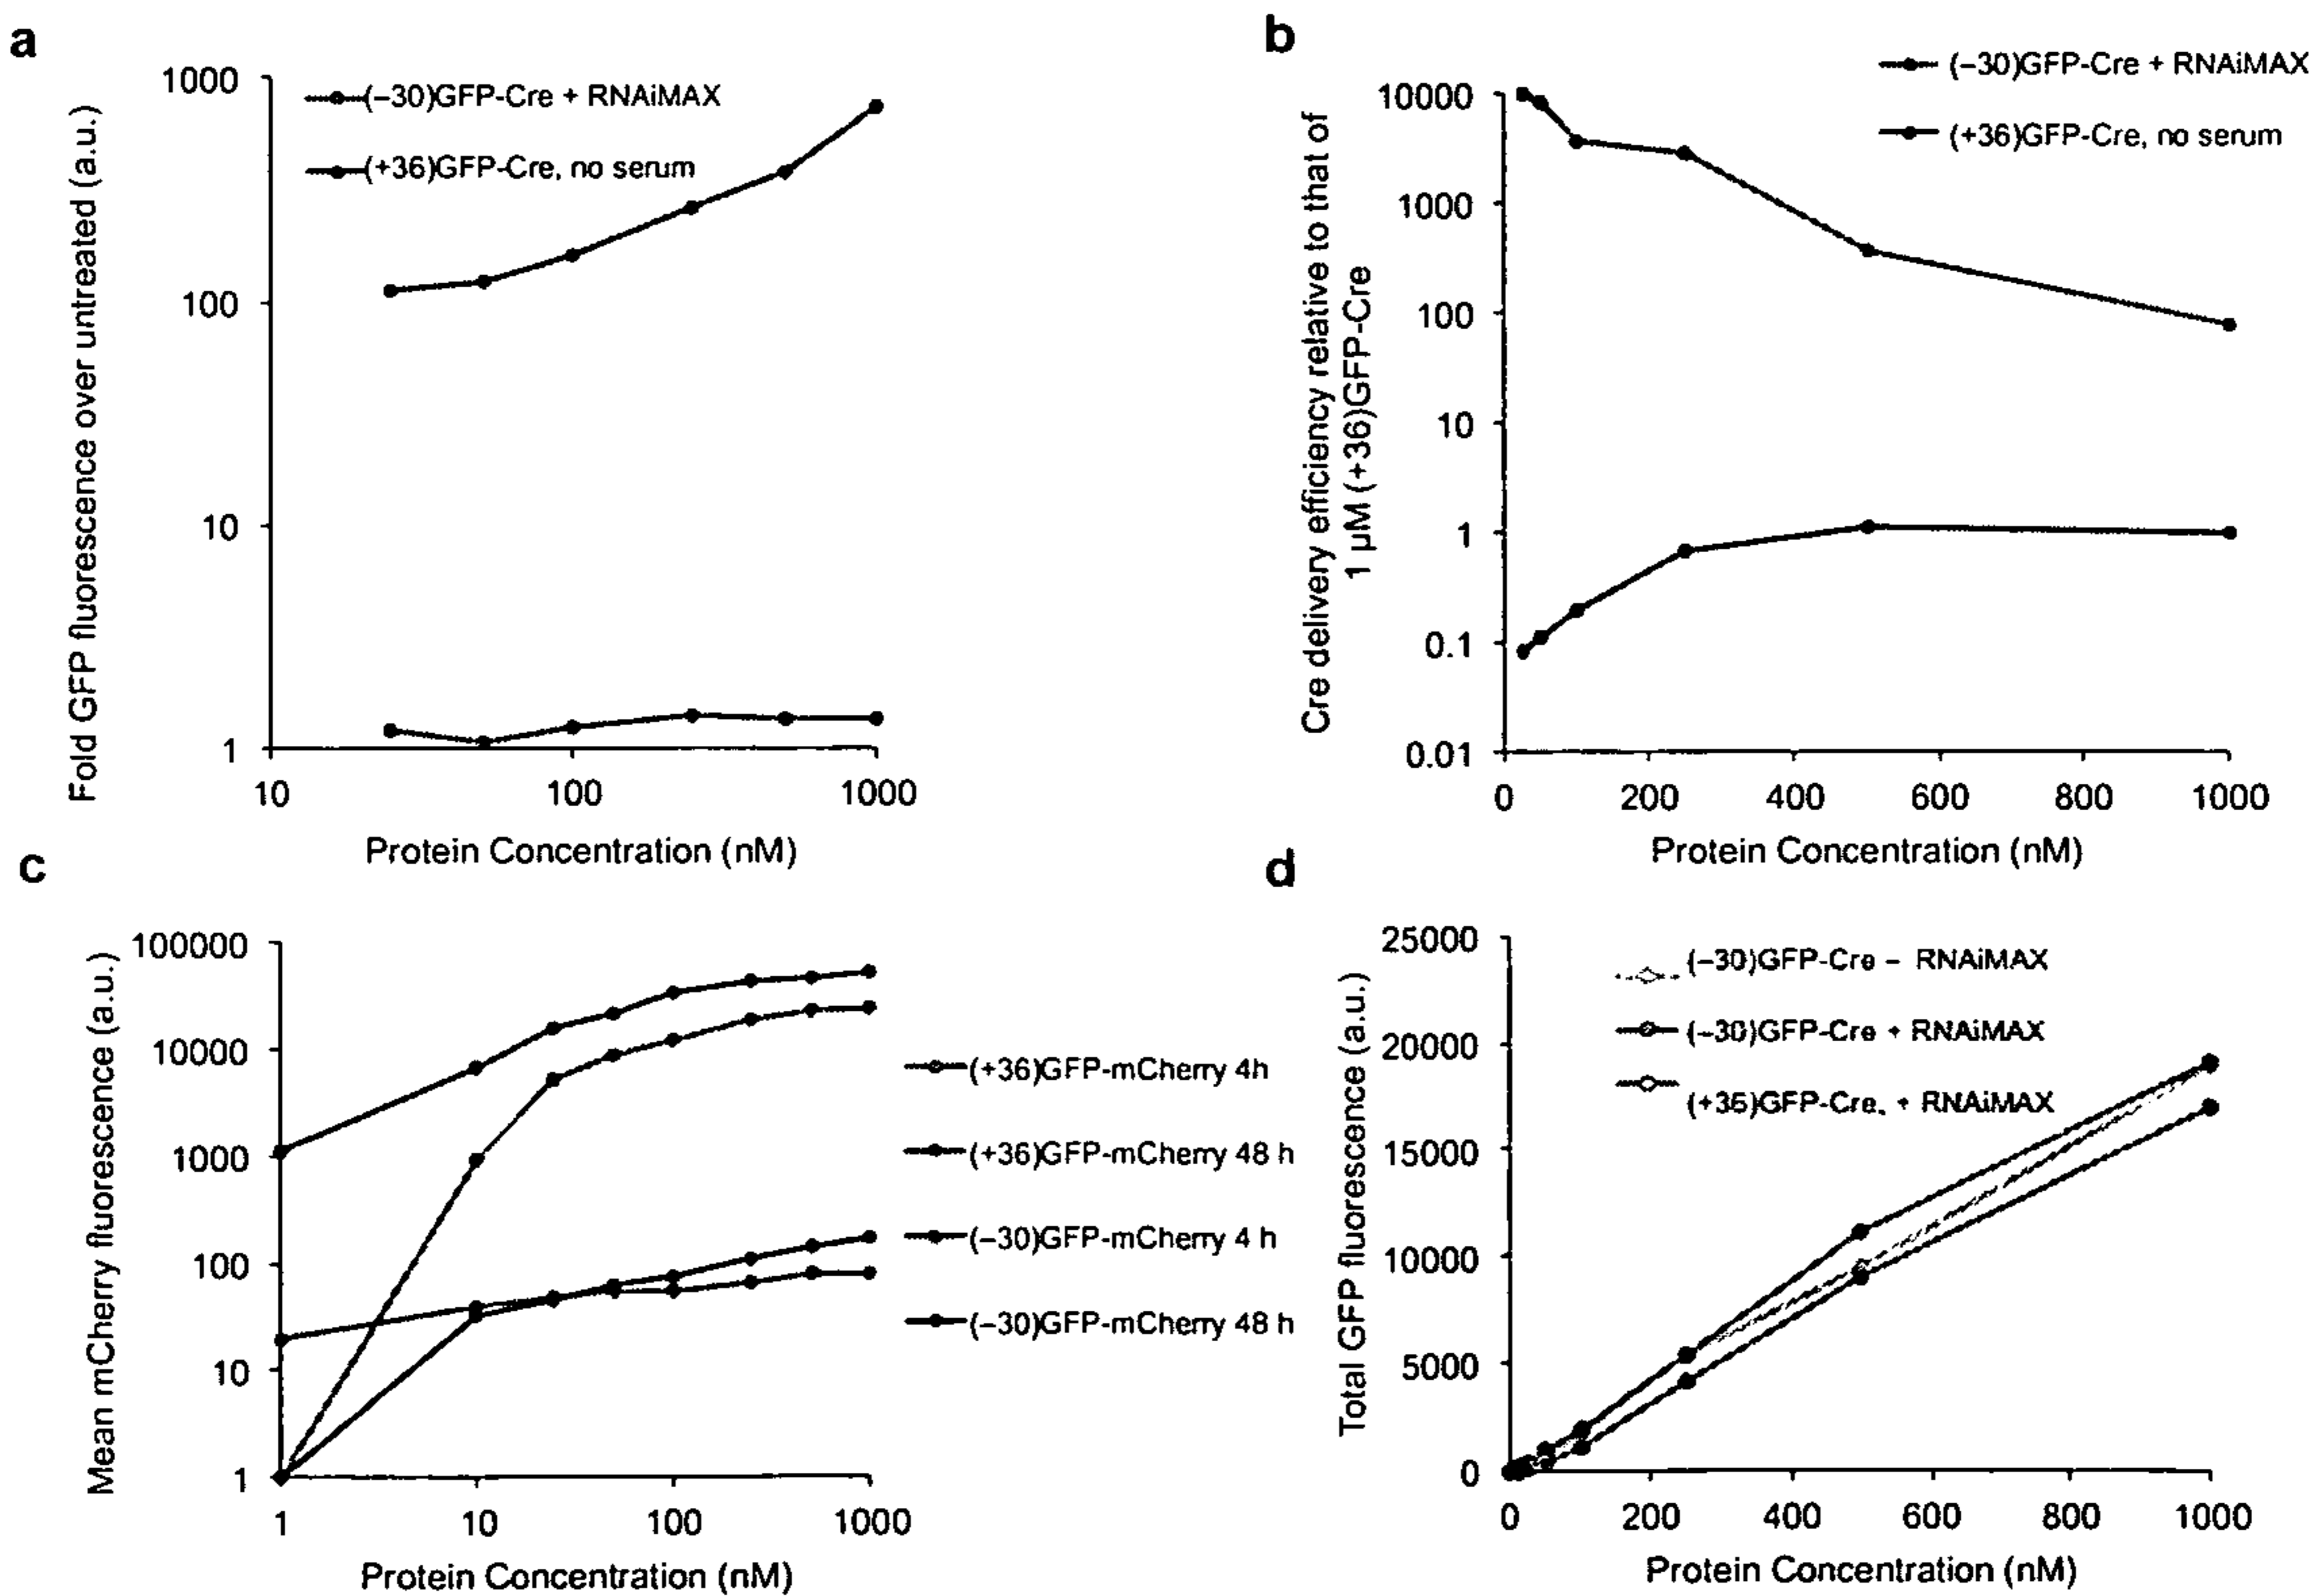 a
Fold GFP fluorescence over untreated (a.u.)
1000
100
10
1
(−30)GFP-Cre + RNAiMAX
(+36)GFP-Cre, no serum
10 100 1000
Protein Concentration (nM)
b
Cre delivery efficiency relative to that of
1 µM (+36)GFP-Cre
10000
1000
100
10
1
0.1
0.01
(−30)GFP-Cre + RNAiMAX
(+36)GFP-Cre, no serum
0 200 400 600 800 1000
Protein Concentration (nM)
c
Mean mCherry fluorescence (a.u.)
100000
10000
1000
100
10
1
(+36)GFP-mCherry 4h
(+36)GFP-mCherry 48 h
(−30)GFP-mCherry 4 h
(−30)GFP-mCherry 48 h
1 10 100 1000
Protein Concentration (nM)
d
Total GFP fluorescence (a.u.)
25000
20000
15000
10000
5000
0
(−30)GFP-Cre − RNAiMAX
(−30)GFP-Cre + RNAiMAX
(+36)GFP-Cre, + RNAiMAX
0 200 400 600 800 1000
Protein Concentration (nM)